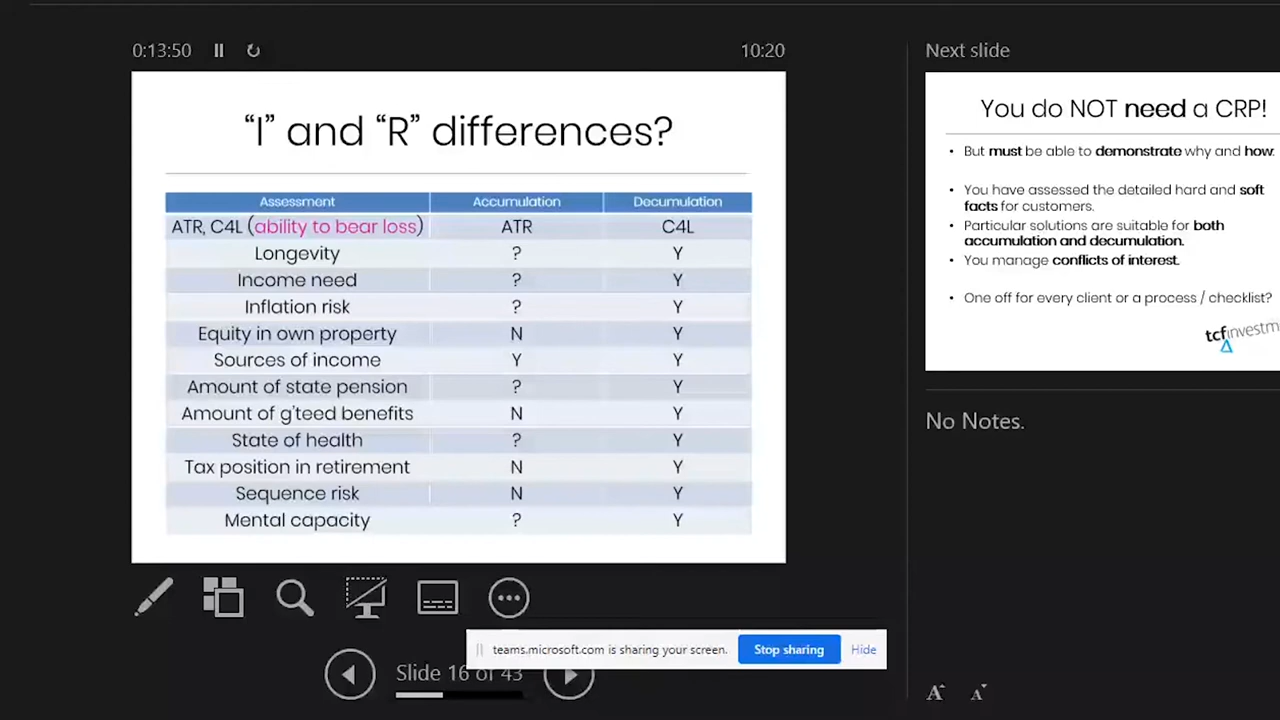 0:13:50
10:20
Next slide
“I” and “R” differences?
Assessment Accumulation Decumulation
ATR, C4L (ability to bear loss) ATR C4L
Longevity ? Y
Income need ? Y
Inflation risk ? Y
Equity in own property N Y
Sources of income Y Y
Amount of state pension ? Y
Amount of g'teed benefits N Y
State of health ? Y
Tax position in retirement N Y
Sequence risk N Y
Mental capacity ? Y
You do NOT need a CRP!
• But must be able to demonstrate why and how:
• You have assessed the detailed hard and soft
facts for customers.
• Particular solutions are suitable for both
accumulation and decumulation.
• You manage conflicts of interest.
• One off for every client or a process / checklist?
tcfinvestm
No Notes.
teams.microsoft.com is sharing your screen.
Stop sharing
Hide
Slide 16 of 43
A A